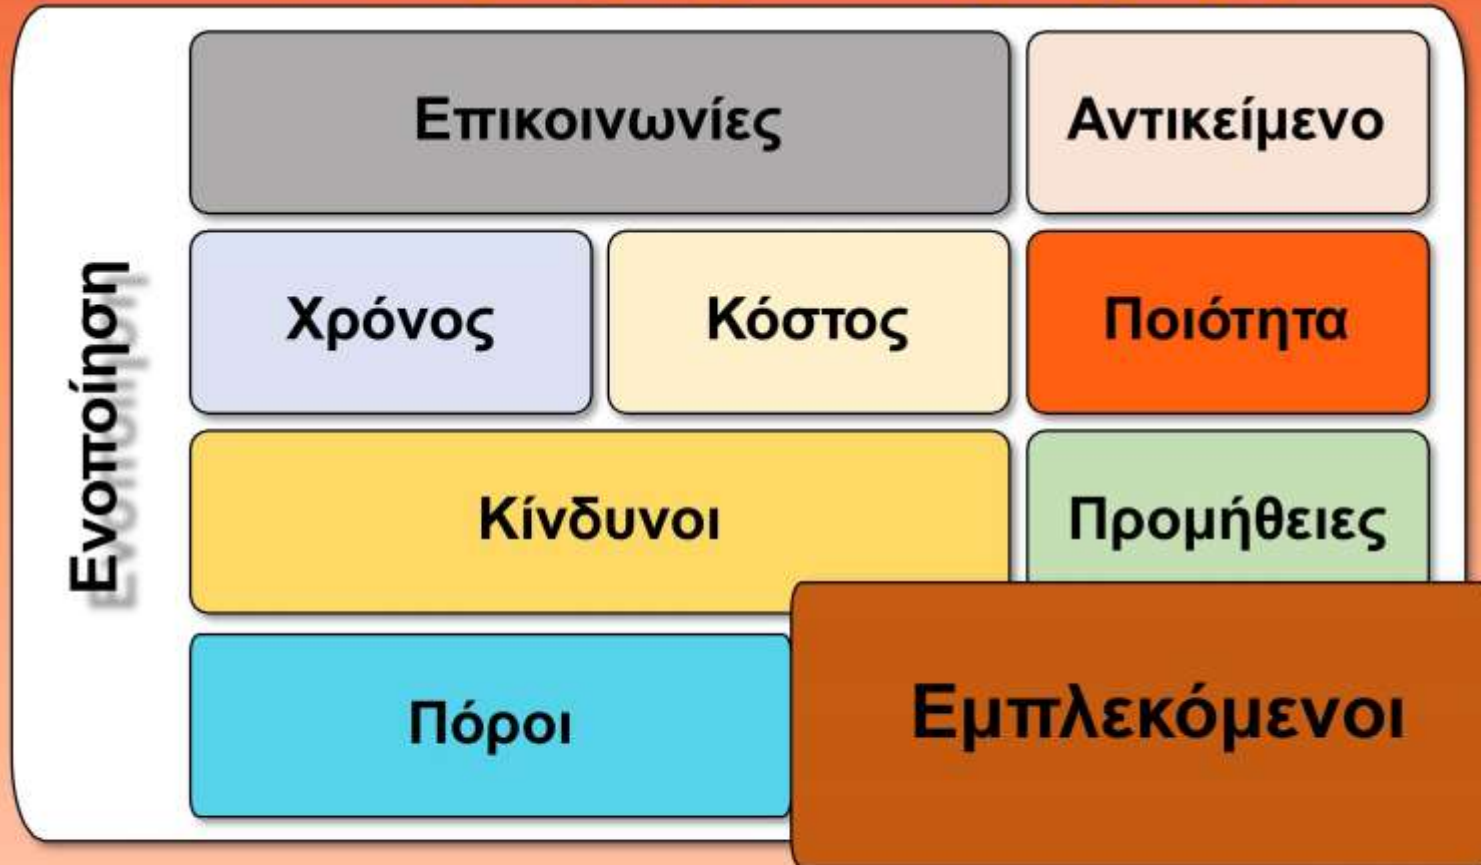 Ενοποίηση
Επικοινωνίες
Αντικείμενο
Χρόνος
Κόστος
Ποιότητα
Κίνδυνοι
Προμήθειες
Πόροι
Εμπλεκόμενοι